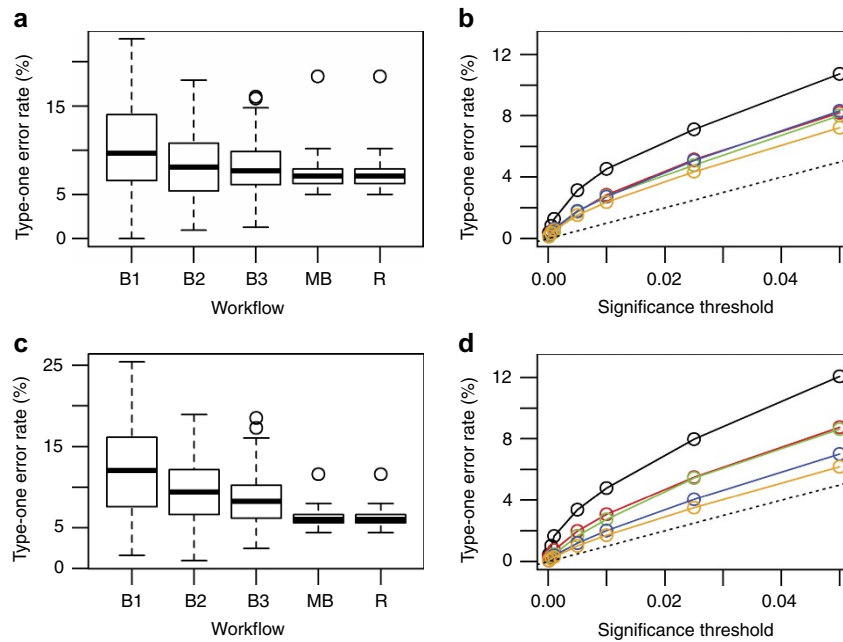 a
Type-one error rate (%)
15
5
0
B1 B2 B3 MB R
Workflow
b
Type-one error rate (%)
12
8
4
0
0.00 0.02 0.04
Significance threshold
c
Type-one error rate (%)
25
15
5
0
B1 B2 B3 MB R
Workflow
d
Type-one error rate (%)
12
8
4
0
0.00 0.02 0.04
Significance threshold